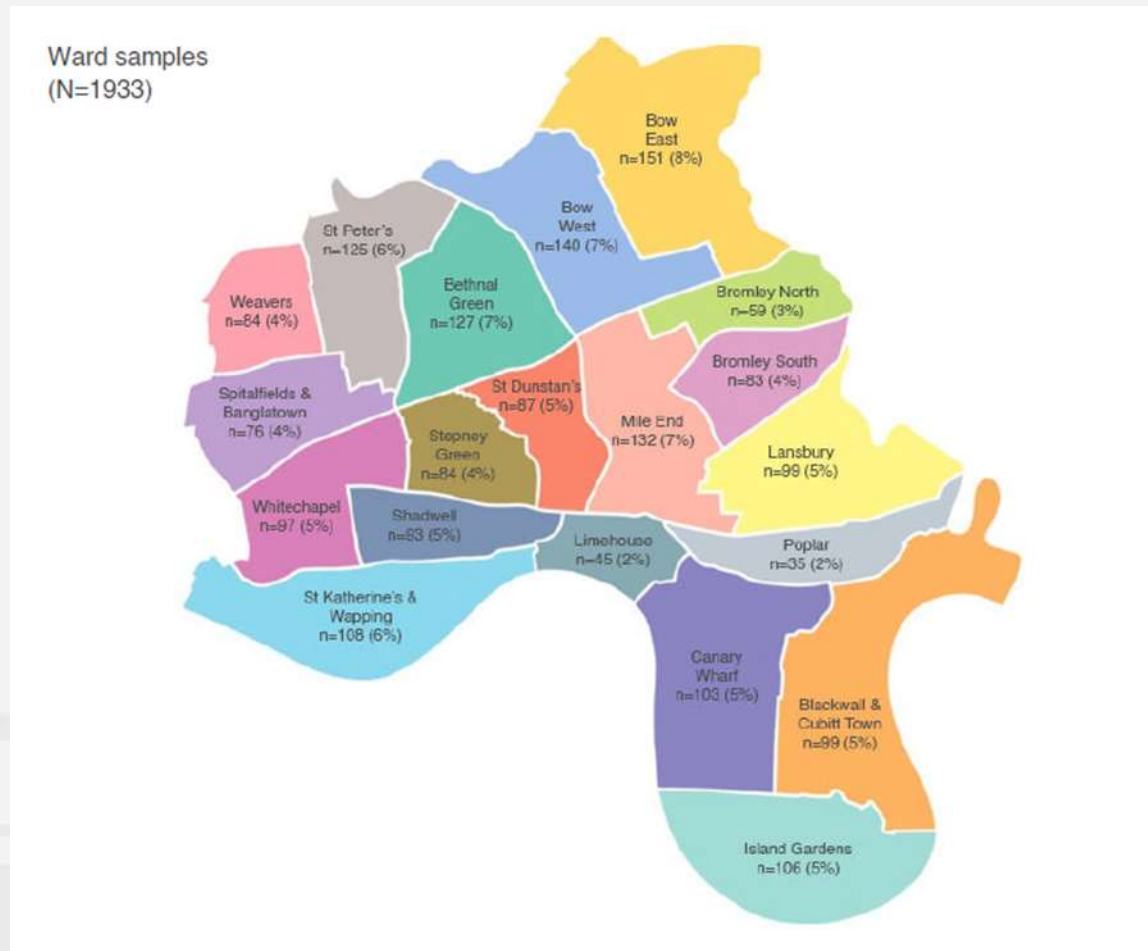 Ward samples
(N=1933)
Bow
East
n=151 (8%)
Bow
West
n=140 (7%)
St Peter's
n=125 (6%)
Bethnal
Green
n=127 (7%)
Weavers
n=84 (4%)
Bromley North
n=59 (3%)
Bromley South
n=83 (4%)
Spitalfields &
Banglatown
n=76 (4%)
St Dunstan's
n=87 (5%)
Mile End
n=132 (7%)
Stepney
Green
n=84 (4%)
Lansbury
n=99 (5%)
Whitechapel
n=97 (5%)
Shadwell
n=93 (5%)
Limehouse
n=45 (2%)
Poplar
n=35 (2%)
St Katherine's &
Wapping
n=108 (6%)
Canary
Wharf
n=103 (5%)
Blackwall &
Cubitt Town
n=99 (5%)
Island Gardens
n=106 (5%)